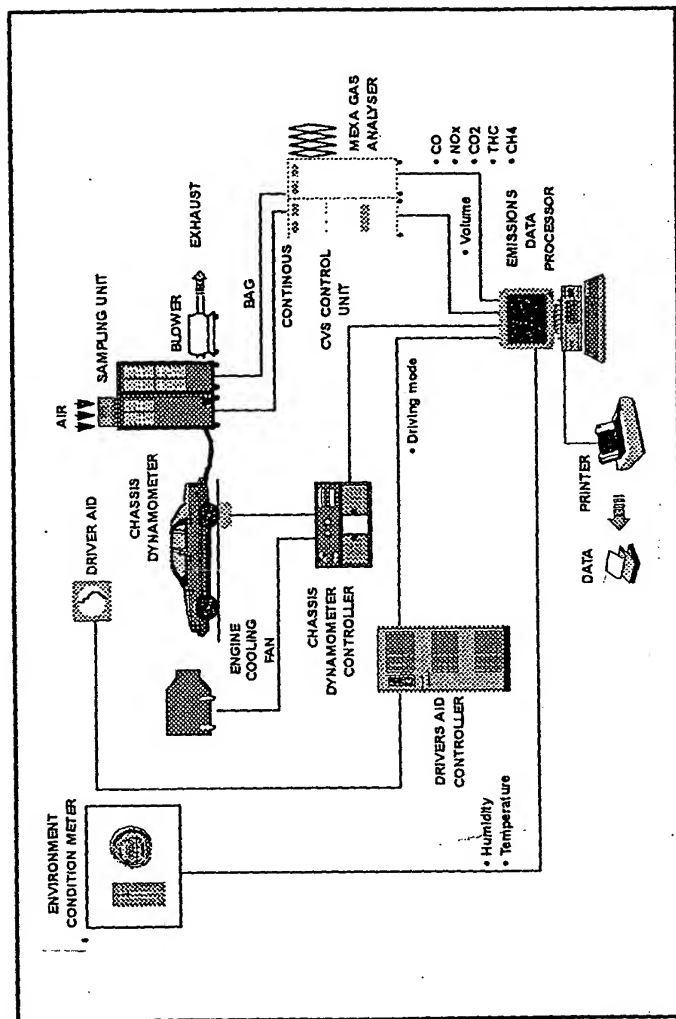 ENVIRONMENT
CONDITION METER
DRIVER AID
AIR
SAMPLING UNIT
CHASSIS
DYNAMOMETER
BLOWER
EXHAUST
ENGINE
COOLING
FAN
BAG
CONTINOUS
CVS CONTROL
UNIT
MEXA GAS
ANALYSER
CHASSIS
DYNAMOMETER
CONTROLLER
DRIVERS AID
CONTROLLER
• Driving mode
• Volume
• CO
• NOx
• CO2
• THC
• CH4
• Humidity
• Temperature
EMISSIONS
DATA
PROCESSOR
PRINTER
DATA